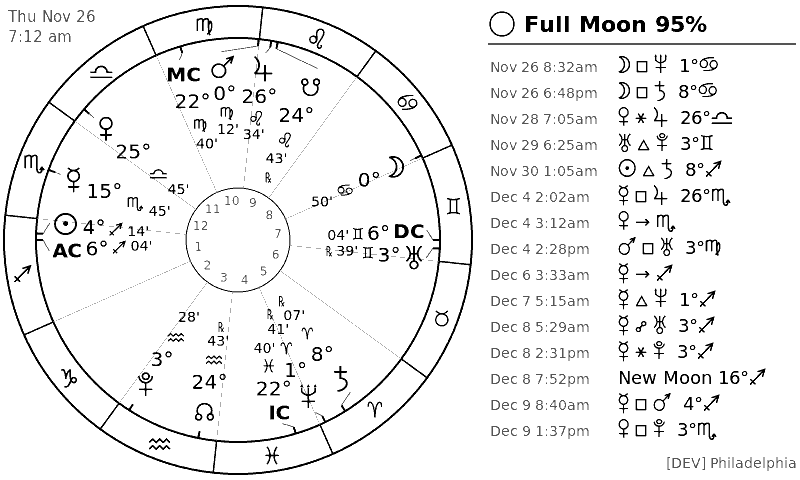 Thu Nov 26
7:12 am
Full Moon 95%
Nov 26 8:32am ☽ □ ♆ 1°♋
Nov 26 6:48pm ☽ □ ♄ 8°♋
Nov 28 7:05am ♀ ⚹ ♃ 26°♎
Nov 29 6:25am ♅ △ ♇ 3°♊
Nov 30 1:05am ☉ △ ♄ 8°♐
Dec 4 2:02am ☿ □ ♃ 26°♏
Dec 4 3:12am ♀ → ♏
Dec 4 2:28pm ♂ □ ♅ 3°♍
Dec 6 3:33am ☿ → ♐
Dec 7 5:15am ☿ △ ♆ 1°♐
Dec 8 5:29am ☿ ☍ ♅ 3°♐
Dec 8 2:31pm ☿ ⚹ ♇ 3°♐
Dec 8 7:52pm New Moon 16°♐
Dec 9 8:40am ☿ □ ♂ 4°♐
Dec 9 1:37pm ♀ □ ♇ 3°♏
[DEV] Philadelphia
♍
♌
♋
♊
♉
♈
♓
♒
♑
♐
♏
♎
MC 22° ♍ 40'
♂ 0° ♍ 12'
♃ 26° ♌ 34'
☋ 24° ♌ 43' ℞
☽ 0° ♋ 50'
DC 6° ♊ 04'
♅ 3° ♊ 39' ℞
♄ 8° ♈ 07' ℞
♆ 1° ♈ 41' ℞
IC 22° ♓ 40'
☊ 24° ♒ 43' ℞
♇ 3° ♒ 28'
AC 6° ♐ 04'
☉ 4° ♐ 14'
☿ 15° ♏ 45'
♀ 25° ♎ 45'
1
2
3
4
5
6
7
8
9
10
11
12